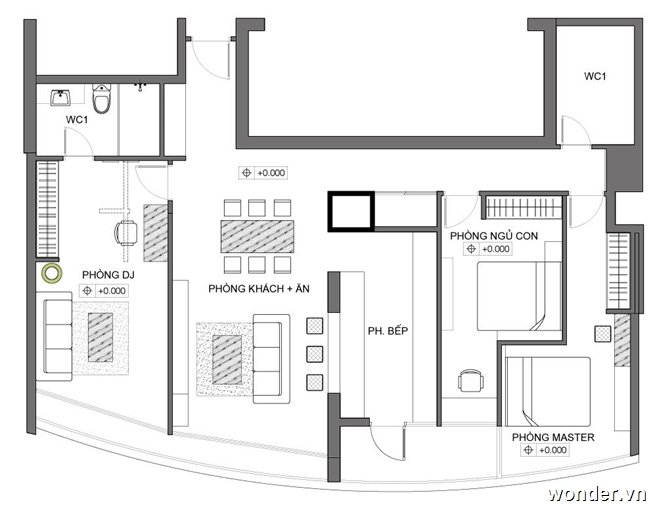 WC1
WC1
+0.000
PHÒNG NGỦ CON
+0.000
PHÒNG DJ
+0.000
PHÒNG KHÁCH + ĂN
PH. BẾP
PHÒNG MASTER
+0.000
wonder.vn